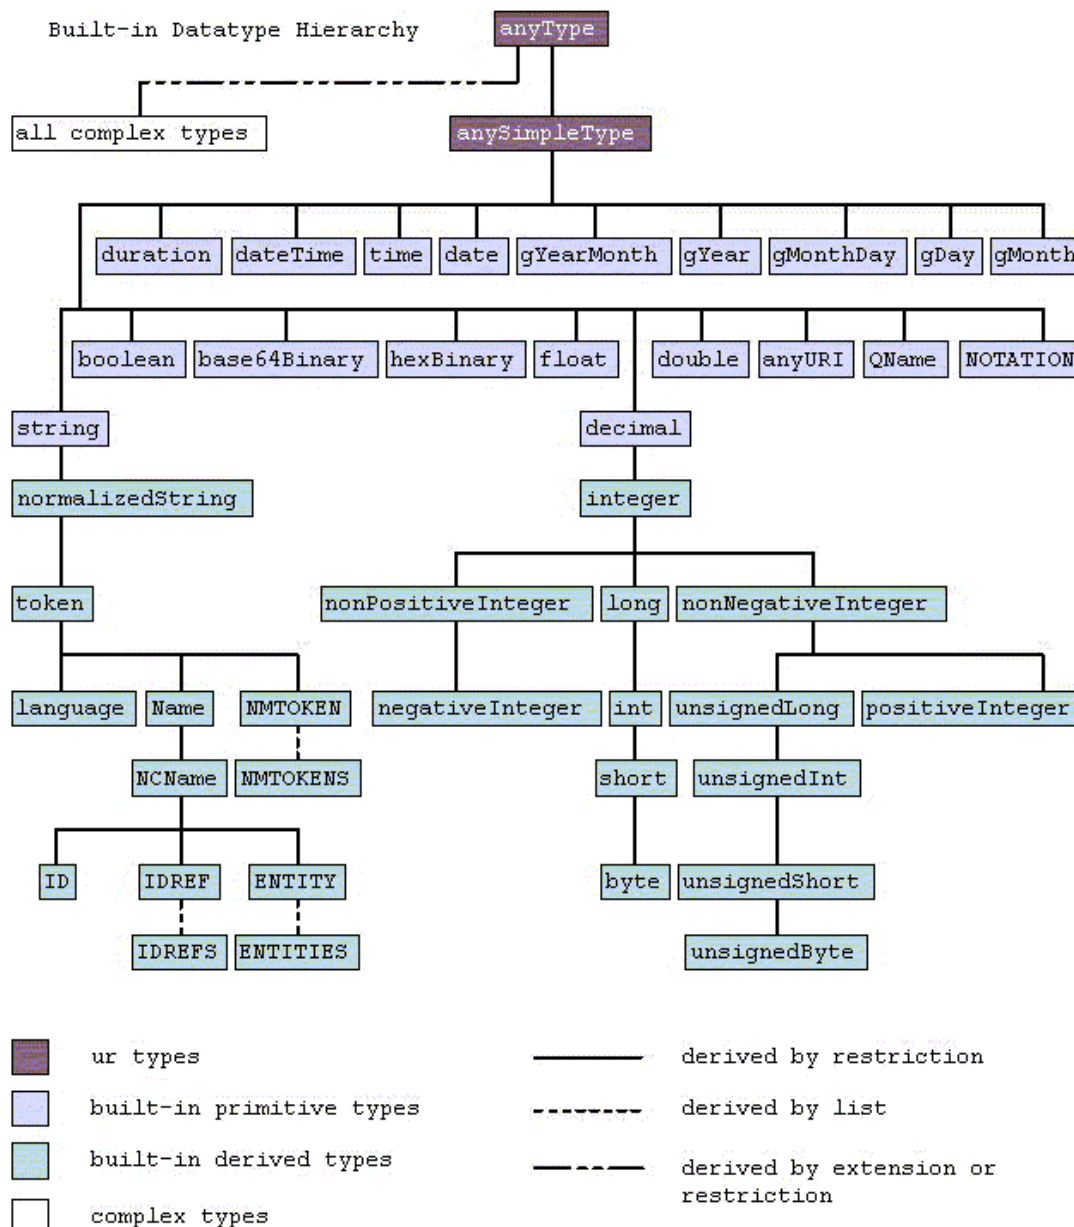 Built-in Datatype Hierarchy
anyType
all complex types
anySimpleType
duration dateTime time date gYearMonth gYear gMonthDay gDay gMonth
boolean base64Binary hexBinary float double anyURI QName NOTATION
string decimal
normalizedString integer
token nonPositiveInteger long nonNegativeInteger
language Name NMTOKEN negativeInteger int unsignedLong positiveInteger
NCName NMTOKENS short unsignedInt
ID IDREF ENTITY byte unsignedShort
IDREFS ENTITIES unsignedByte
ur types derived by restriction
built-in primitive types derived by list
built-in derived types derived by extension or
restriction
complex types